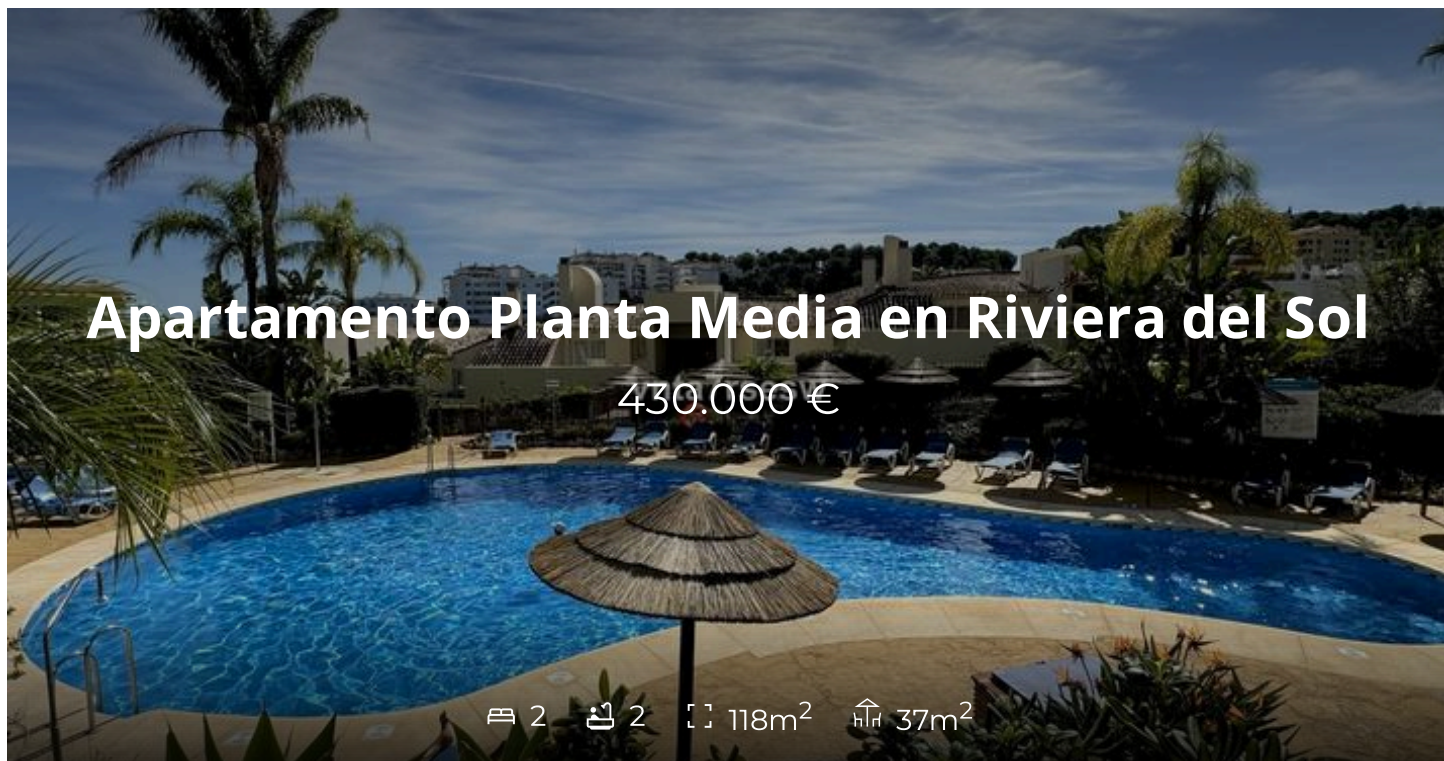 Apartamento Planta Media en Riviera del Sol
430.000 €
2 2 118m² 37m²